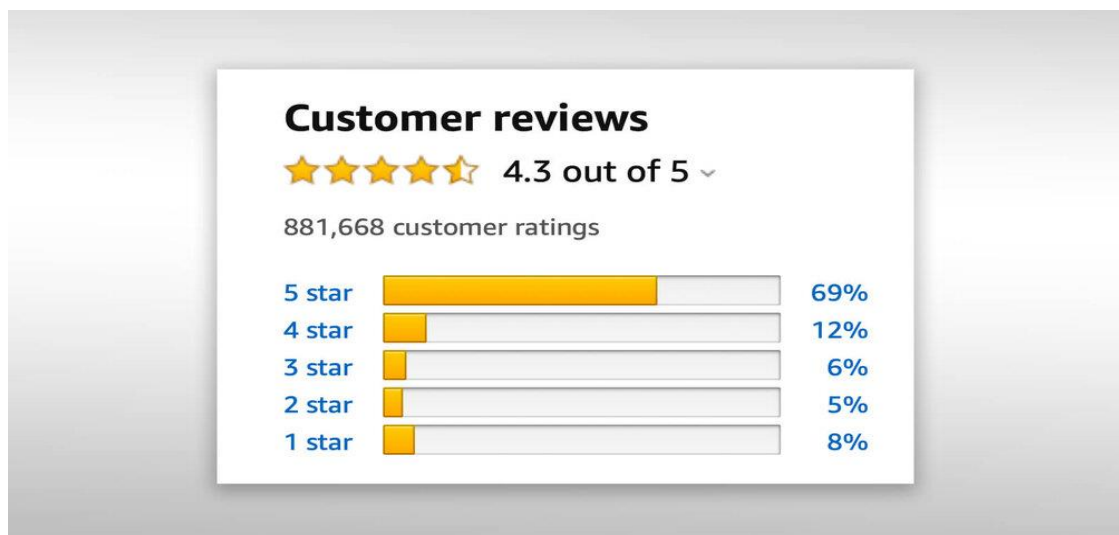 Customer reviews
4.3 out of 5
881,668 customer ratings
5 star 69%
4 star 12%
3 star 6%
2 star 5%
1 star 8%